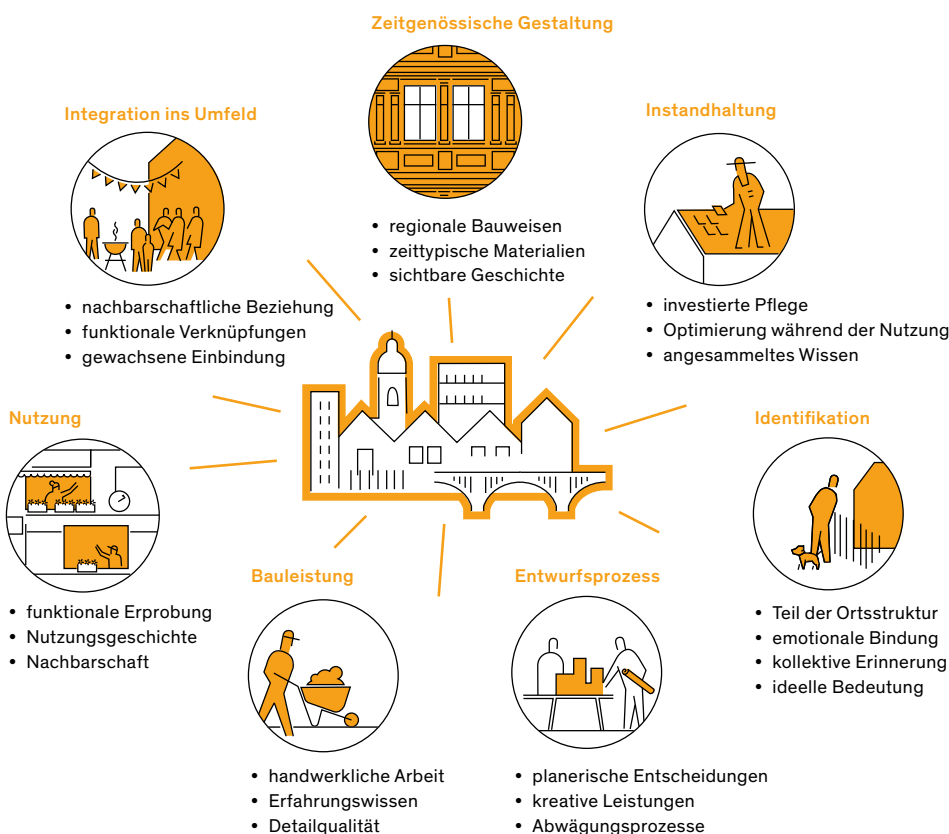 Zeitgenössische Gestaltung
• regionale Bauweisen
• zeittypische Materialien
• sichtbare Geschichte
Integration ins Umfeld
• nachbarschaftliche Beziehung
• funktionale Verknüpfungen
• gewachsene Einbindung
Instandhaltung
• investierte Pflege
• Optimierung während der Nutzung
• angesammeltes Wissen
Nutzung
• funktionale Erprobung
• Nutzungsgeschichte
• Nachbarschaft
Identifikation
• Teil der Ortsstruktur
• emotionale Bindung
• kollektive Erinnerung
• ideelle Bedeutung
Bauleistung
• handwerkliche Arbeit
• Erfahrungswissen
• Detailqualität
Entwurfsprozess
• planerische Entscheidungen
• kreative Leistungen
• Abwägungsprozesse